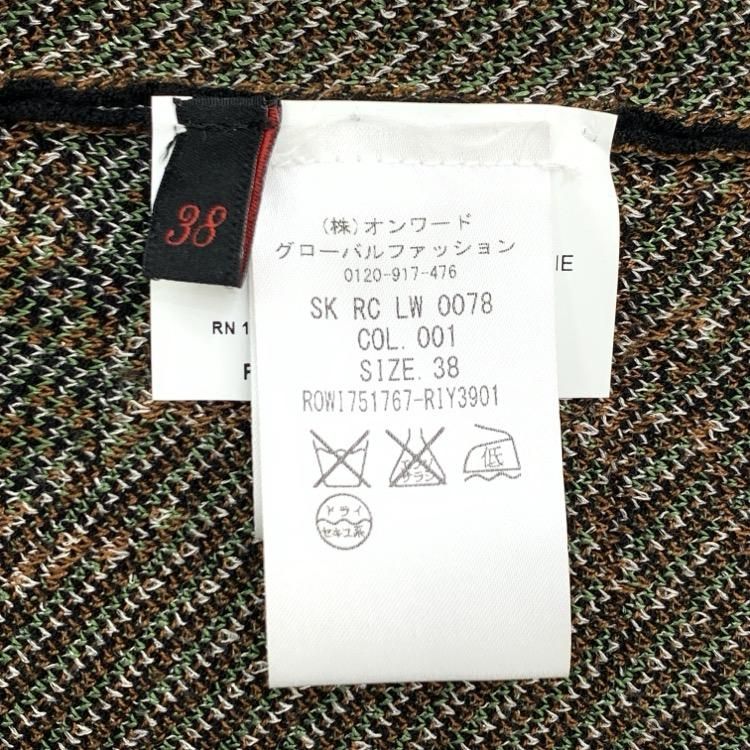 38
(株)オンワード
グローバルファッション
0120-917-476
SK RC LW 0078
COL. 001
SIZE. 38
ROWI751767-RIY3901
低
ドライ
セキユ系
RN 1